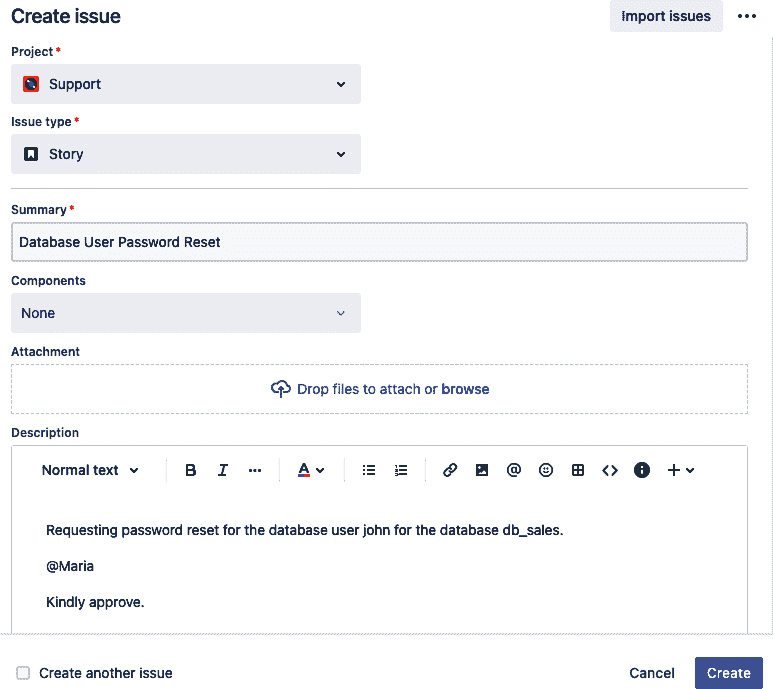 Create issue
Import issues
Project *
Support
Issue type *
Story
Summary *
Database User Password Reset
Components
None
Attachment
Drop files to attach or browse
Description
Normal text B I A @ <> i +
Requesting password reset for the database user john for the database db_sales.
@Maria
Kindly approve.
Create another issue
Cancel Create